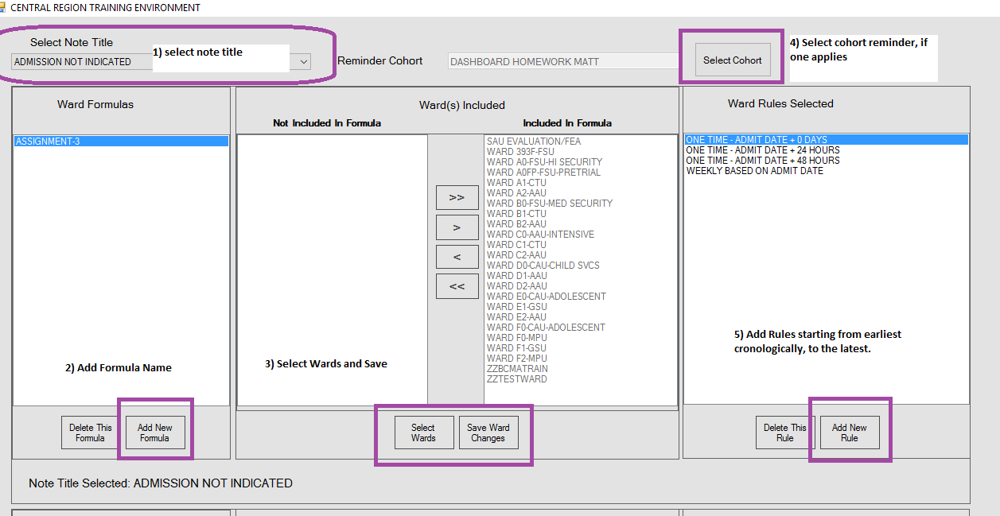 CENTRAL REGION TRAINING ENVIRONMENT
Select Note Title
ADMISSION NOT INDICATED
1) select note title
Reminder Cohort
DASHBOARD HOMEWORK MATT
Select Cohort
4) Select cohort reminder, if
one applies
Ward Formulas
ASSIGNMENT-3
2) Add Formula Name
Delete This
Formula
Add New
Formula
Ward(s) Included
Not Included In Formula
Included In Formula
SAU EVALUATION/FEA
WARD 393F-FSU
WARD A0-FSU-HI SECURITY
WARD A0FP-FSU-PRETRIAL
WARD A1-CTU
WARD A2-AAU
WARD B0-FSU-MED SECURITY
WARD B1-CTU
WARD B2-AAU
WARD C0-AAU-INTENSIVE
WARD C1-CTU
WARD C2-AAU
WARD D0-CAU-CHILD SVCS
WARD D1-AAU
WARD D2-AAU
WARD E0-CAU-ADOLESCENT
WARD E1-GSU
WARD E2-AAU
WARD F0-CAU-ADOLESCENT
WARD F0-MPU
WARD F1-GSU
WARD F2-MPU
ZZBCMATRAIN
ZZTESTWARD
>>
>
<
<<
3) Select Wards and Save
Select
Wards
Save Ward
Changes
Ward Rules Selected
ONE TIME - ADMIT DATE + 0 DAYS
ONE TIME - ADMIT DATE + 24 HOURS
ONE TIME - ADMIT DATE + 48 HOURS
WEEKLY BASED ON ADMIT DATE
5) Add Rules starting from earliest
cronologically, to the latest.
Delete This
Rule
Add New
Rule
Note Title Selected: ADMISSION NOT INDICATED